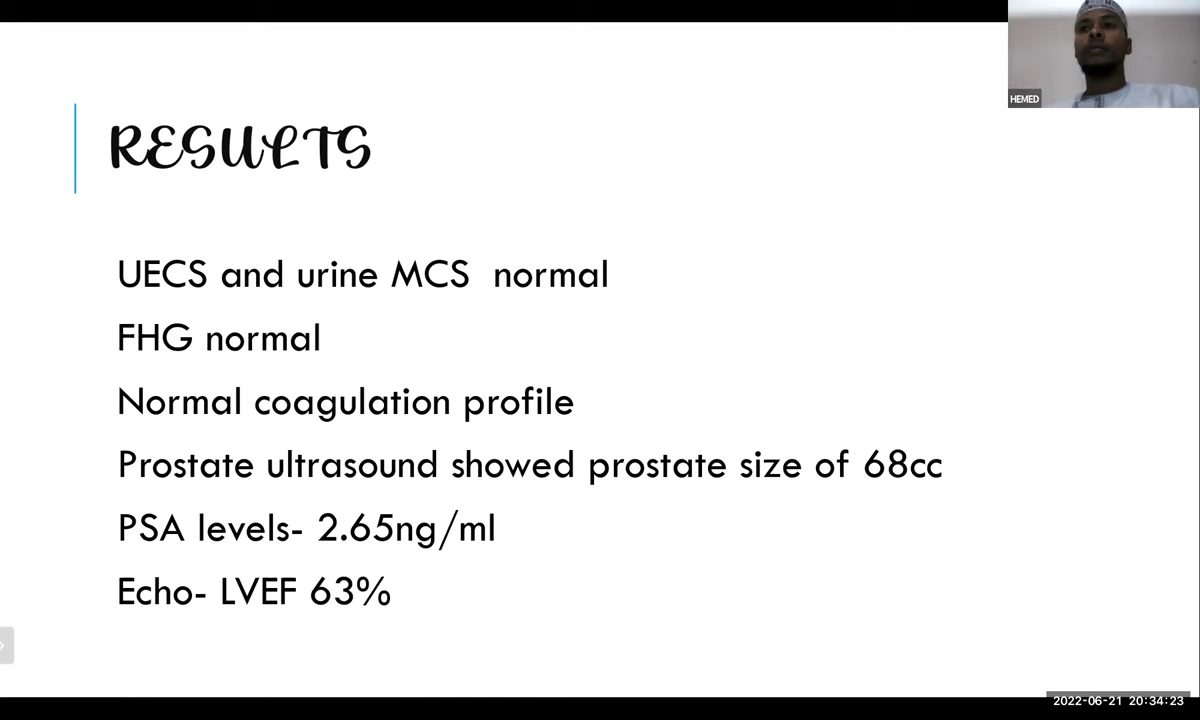 HEMED
RESULTS
UECS and urine MCS normal
FHG normal
Normal coagulation profile
Prostate ultrasound showed prostate size of 68cc
PSA levels- 2.65ng/ml
Echo- LVEF 63%
2022-06-21 20:34:23